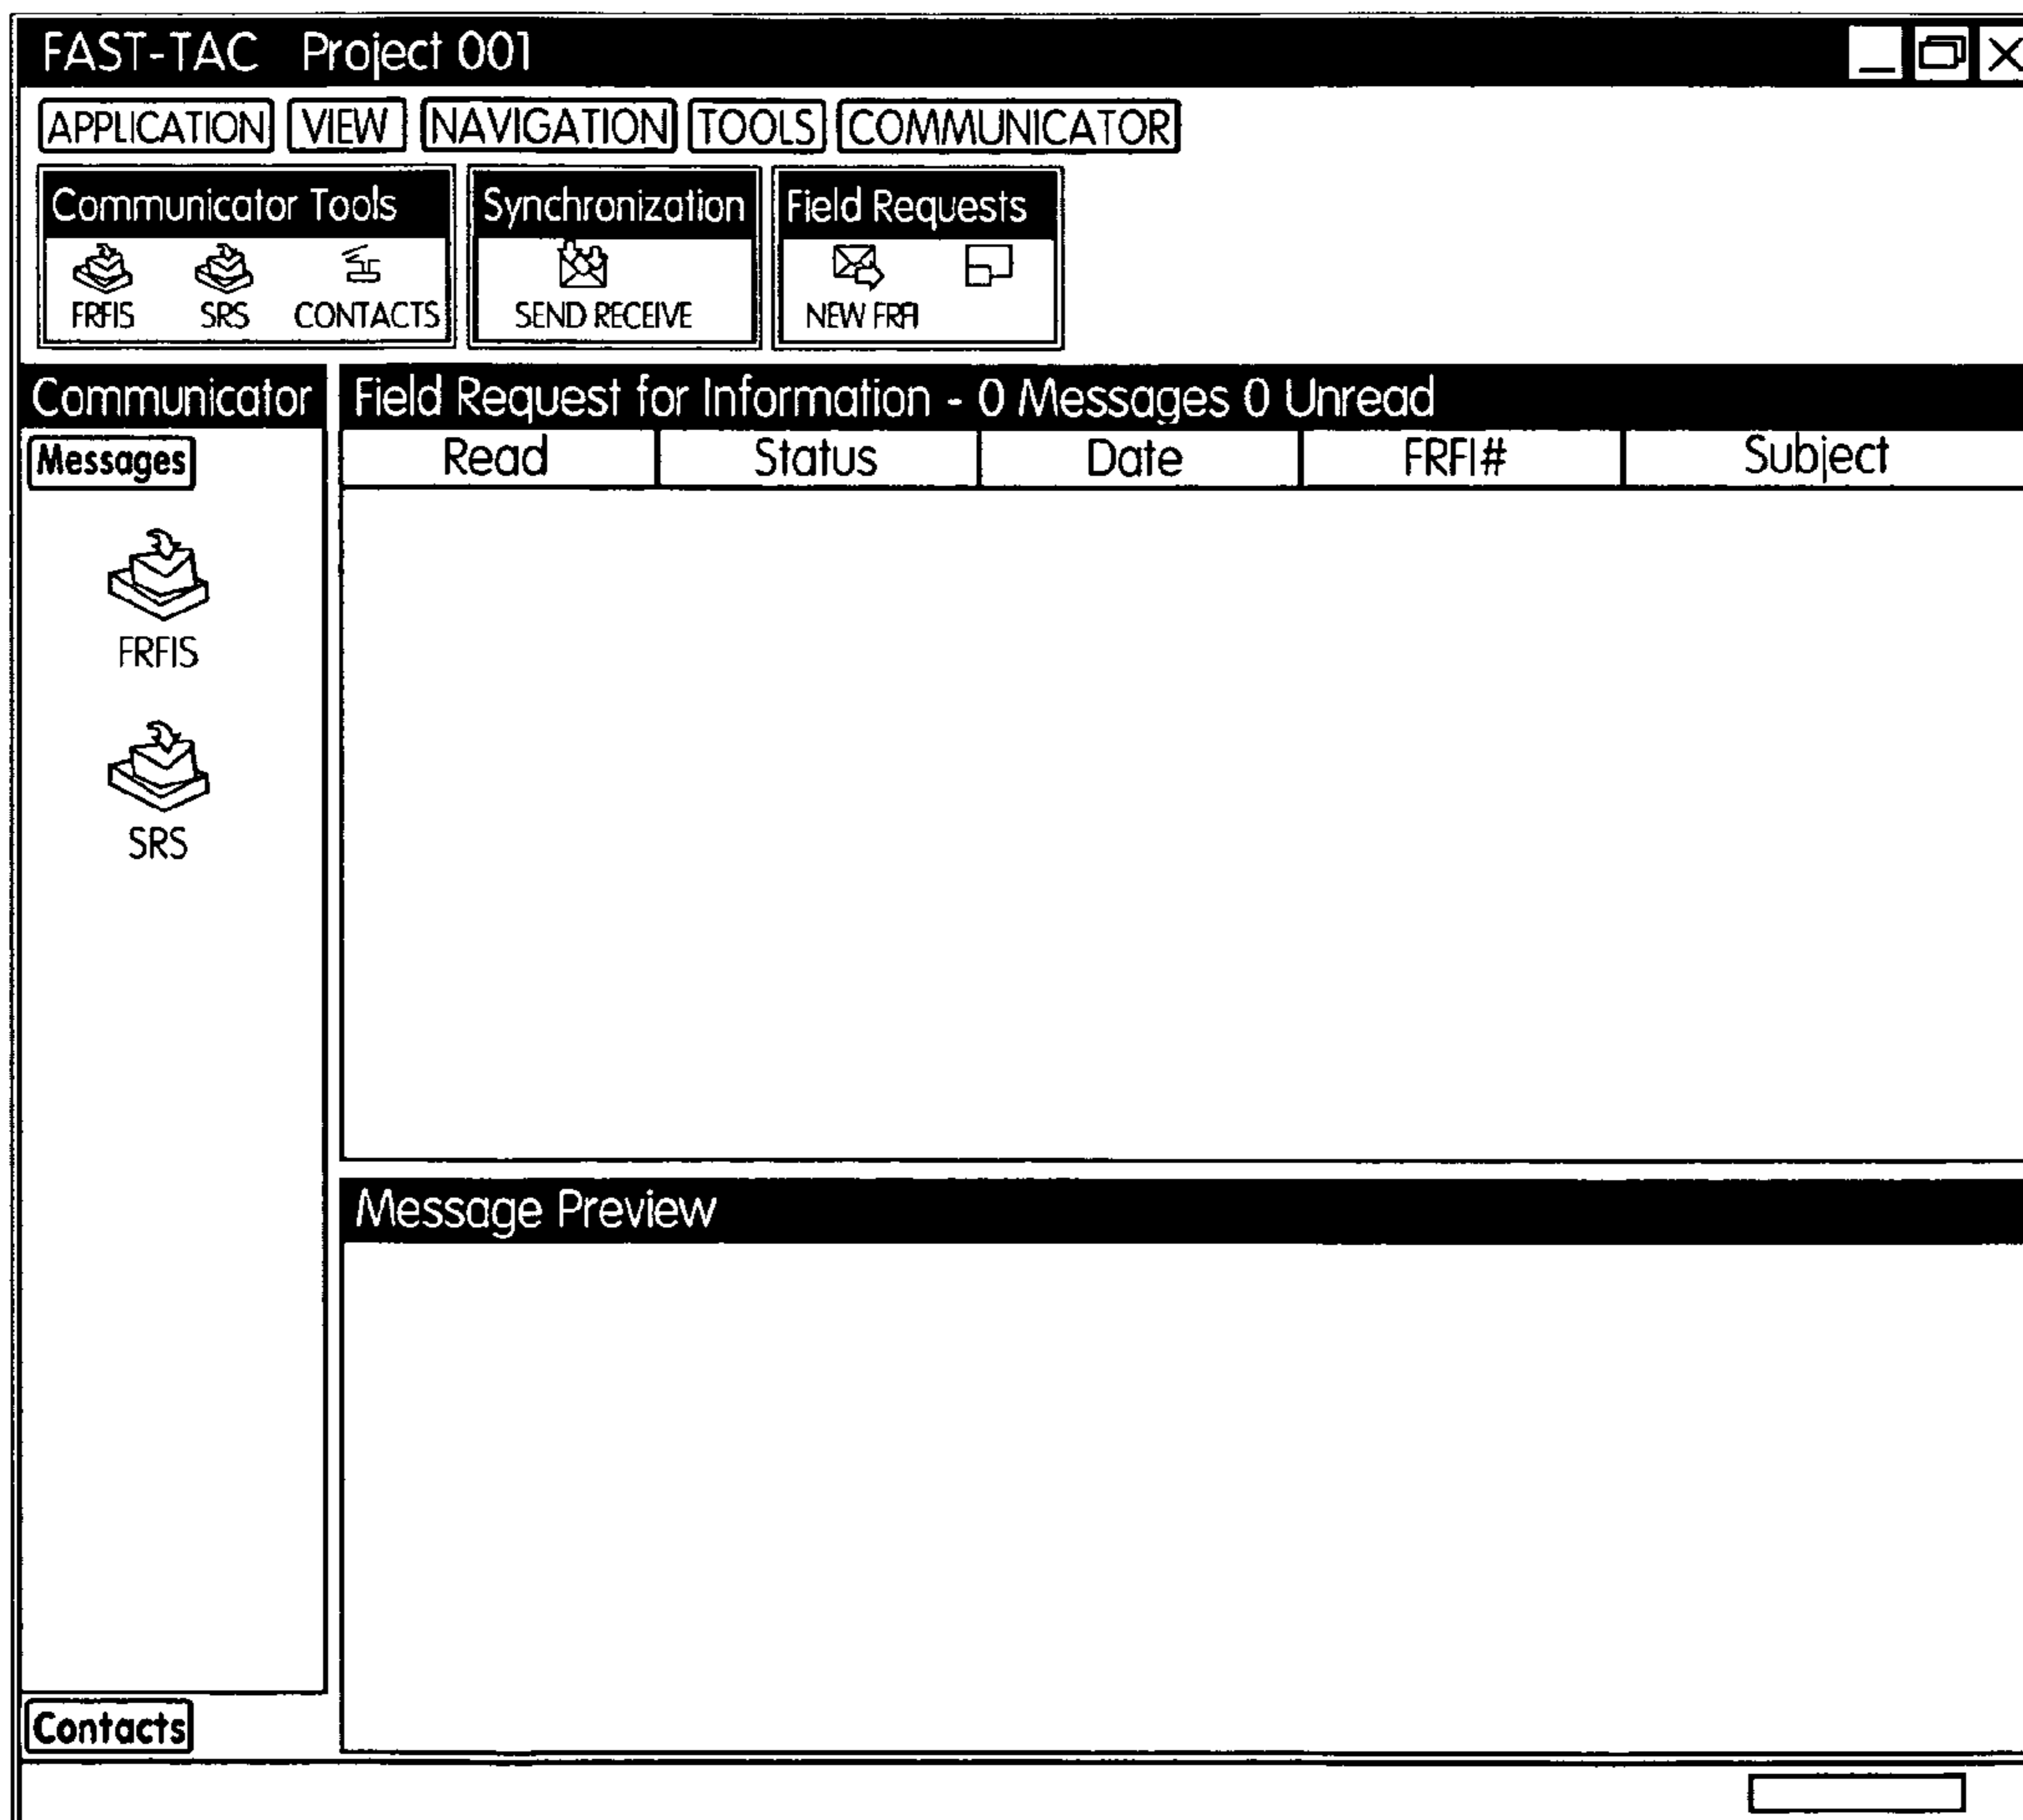 FAST-TAC Project 001
APPLICATION VIEW NAVIGATION TOOLS COMMUNICATOR
Communicator Tools Synchronization Field Requests
FRFIS SRS CONTACTS SEND RECEIVE NEW FRFI
Communicator Field Request for Information - 0 Messages 0 Unread
Messages Read Status Date FRFI# Subject
FRFIS
SRS
Message Preview
Contacts